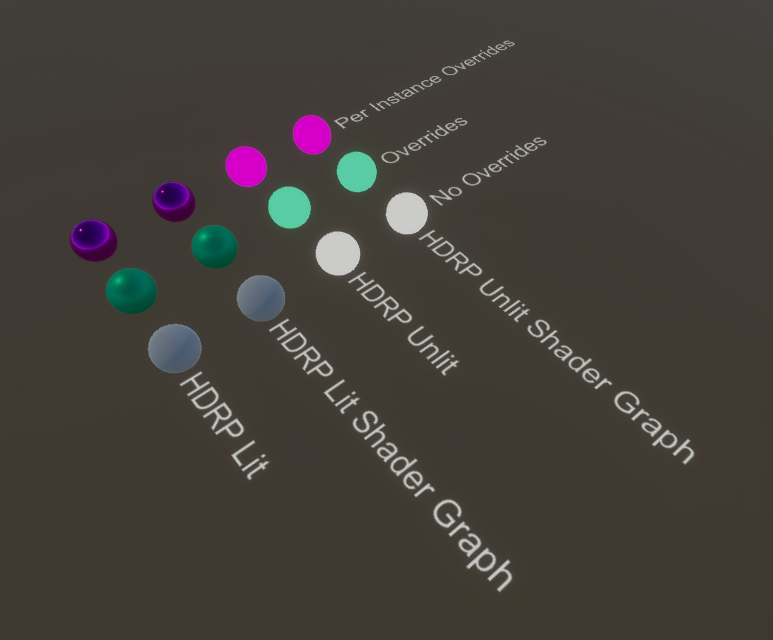 Per Instance Overrides
Overrides
No Overrides
HDRP Unlit Shader Graph
HDRP Unlit
HDRP Lit Shader Graph
HDRP Lit